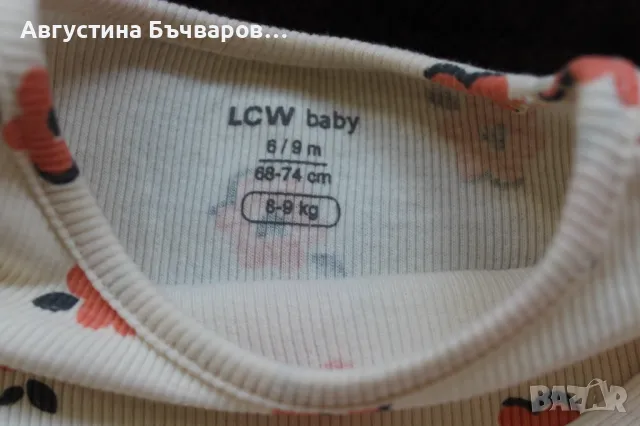 Августина Бъчваров...
LCW baby
6 / 9 m
68-74 cm
8-9 kg
BAZAR